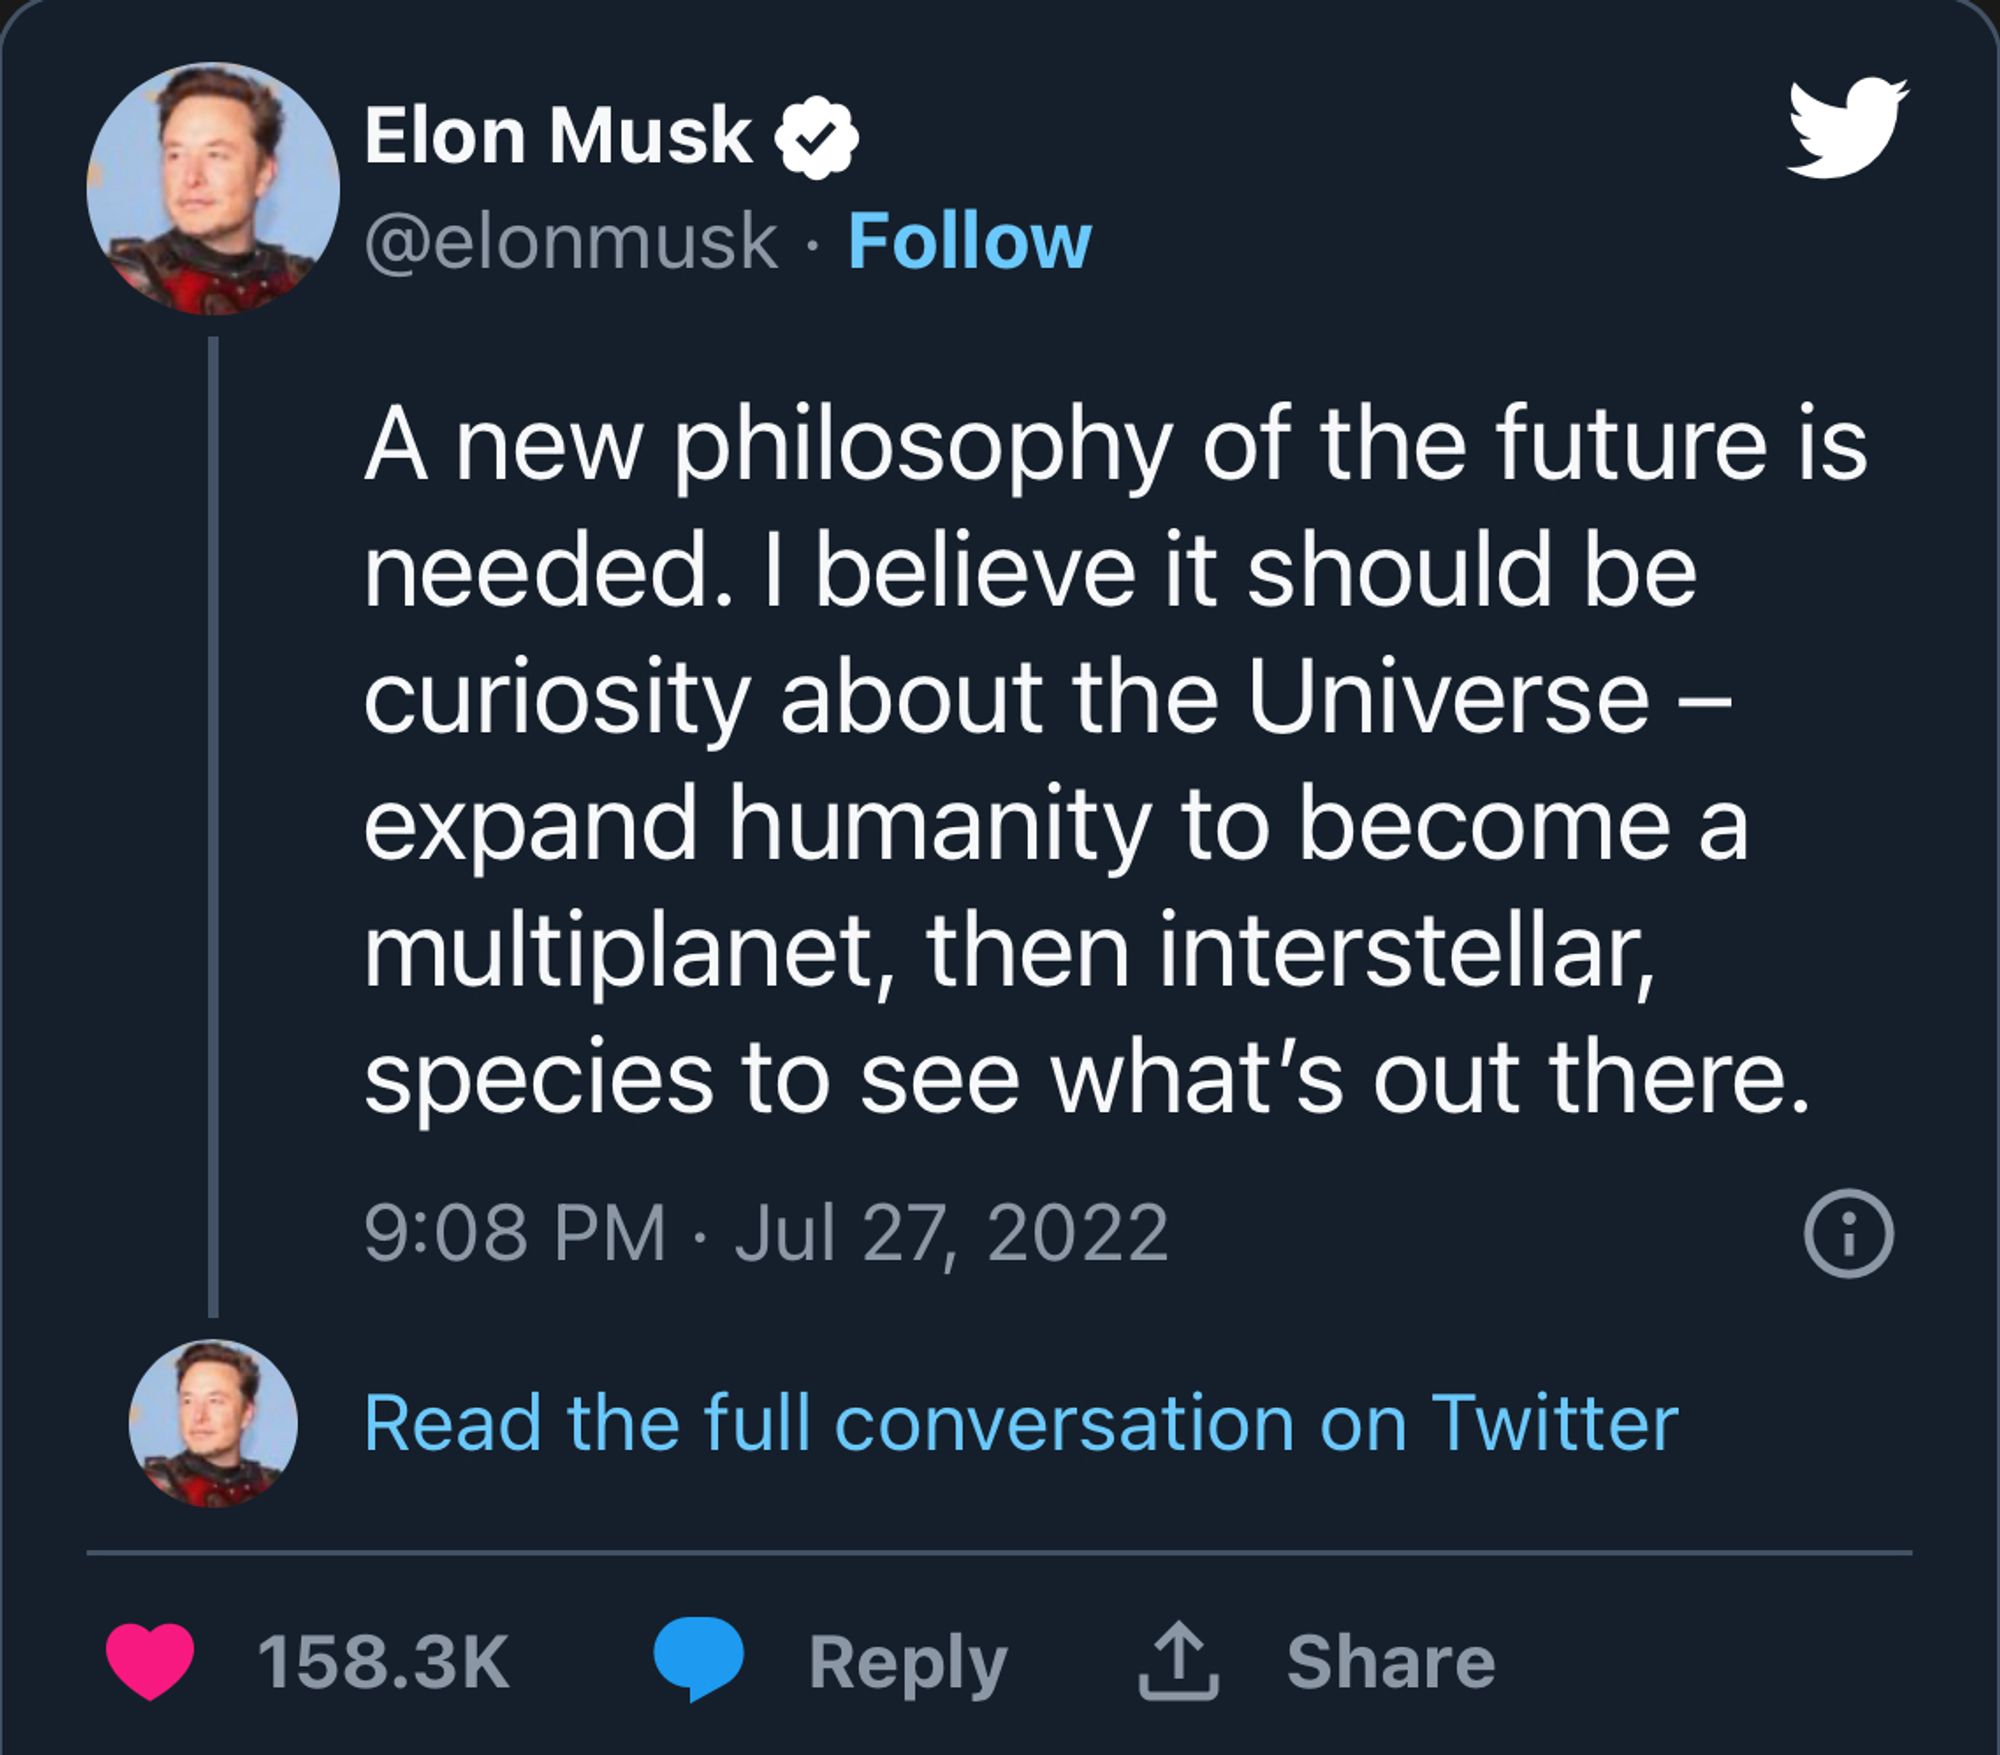 Elon Musk
@elonmusk · Follow
A new philosophy of the future is
needed. I believe it should be
curiosity about the Universe –
expand humanity to become a
multiplanet, then interstellar,
species to see what’s out there.
9:08 PM · Jul 27, 2022
Read the full conversation on Twitter
158.3K Reply Share